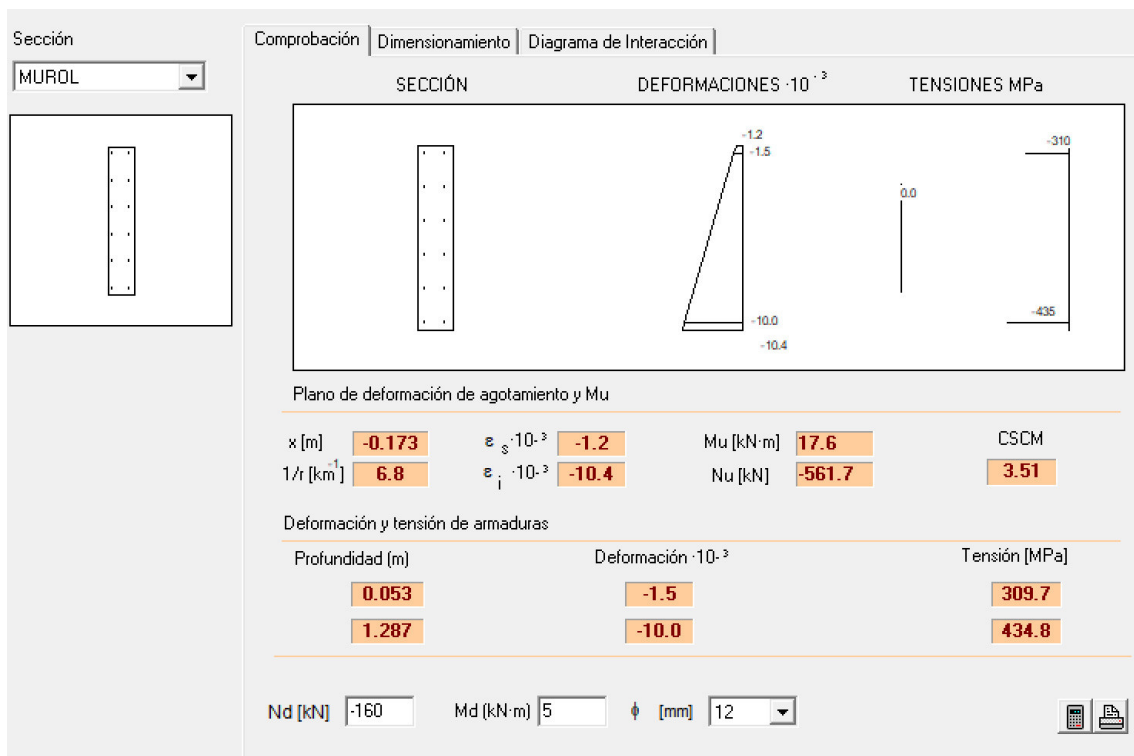 Sección
MUROL
Comprobación
Dimensionamiento
Diagrama de Interacción
SECCIÓN
DEFORMACIONES ·10⁻³
TENSIONES MPa
-1.2
-1.5
-10.0
-10.4
0.0
-310
-435
Plano de deformación de agotamiento y Mu
x [m] -0.173 εs·10-³ -1.2 Mu [kN·m] 17.6 CSCM
1/r [km⁻¹] 6.8 εi ·10-³ -10.4 Nu [kN] -561.7 3.51
Deformación y tensión de armaduras
Profundidad (m) Deformación ·10-³ Tensión [MPa]
0.053 -1.5 309.7
1.287 -10.0 434.8
Nd [kN] -160 Md (kN·m) 5 ϕ [mm] 12